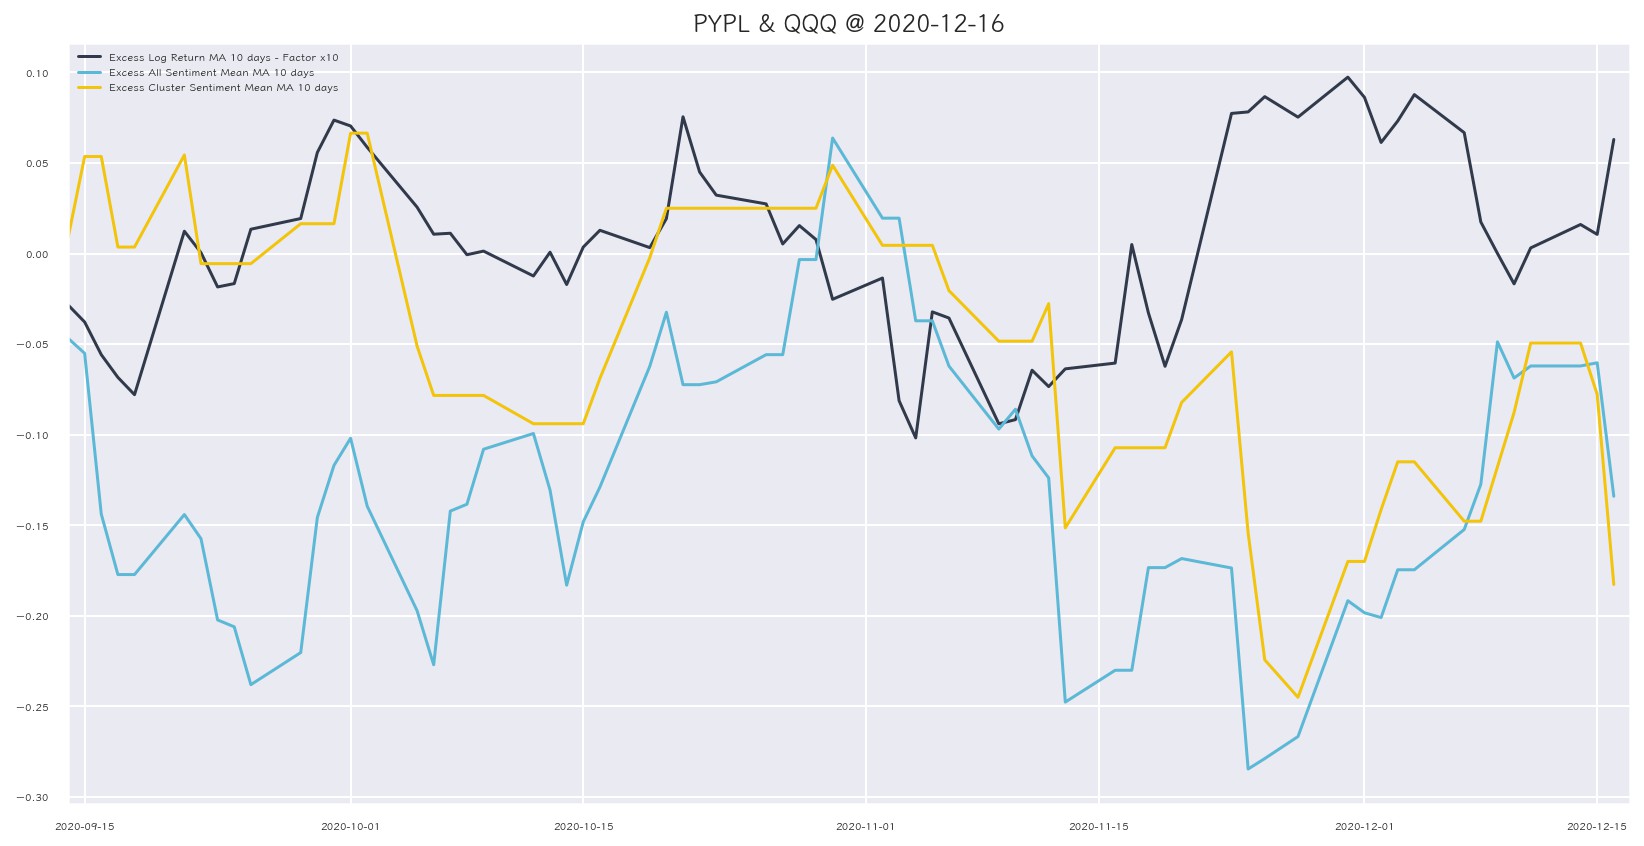 PYPL & QQQ @ 2020-12-16
Excess Log Return MA 10 days - Factor x10
Excess All Sentiment Mean MA 10 days
Excess Cluster Sentiment Mean MA 10 days
0.10
0.05
0.00
−0.05
−0.10
−0.15
−0.20
−0.25
−0.30
2020-09-15 2020-10-01 2020-10-15 2020-11-01 2020-11-15 2020-12-01 2020-12-15